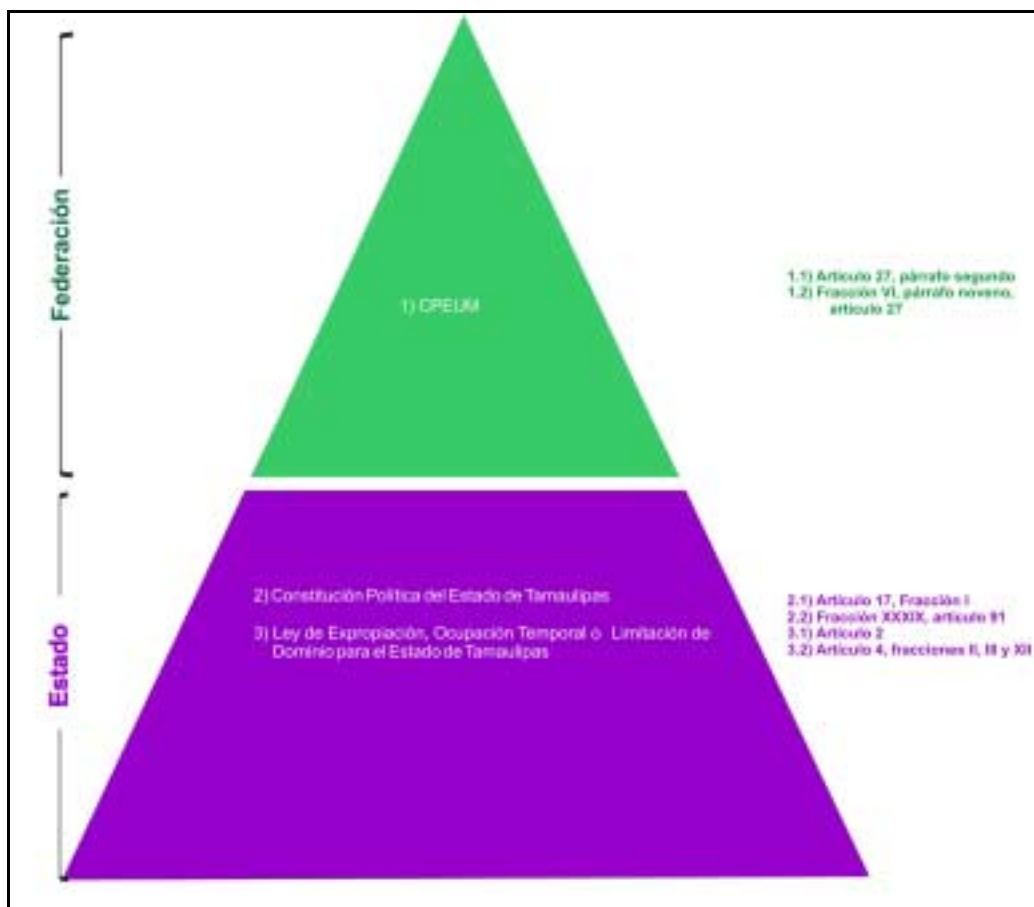 Federación
1) CPEUM
1.1) Artículo 27, párrafo segundo
1.2) Fracción VI, párráfo noveno,
artículo 27
Estado
2) Constitución Política del Estado de Tamaulipas
3) Ley de Expropiación, Ocupación Temporal o Limitación de
Dominio para el Estado de Tamaulipas
2.1) Artículo 17, Fracción I
2.2) Fracción XXXIX, artículo 91
3.1) Artículo 2
3.2) Artículo 4, fracciones II, III y XII